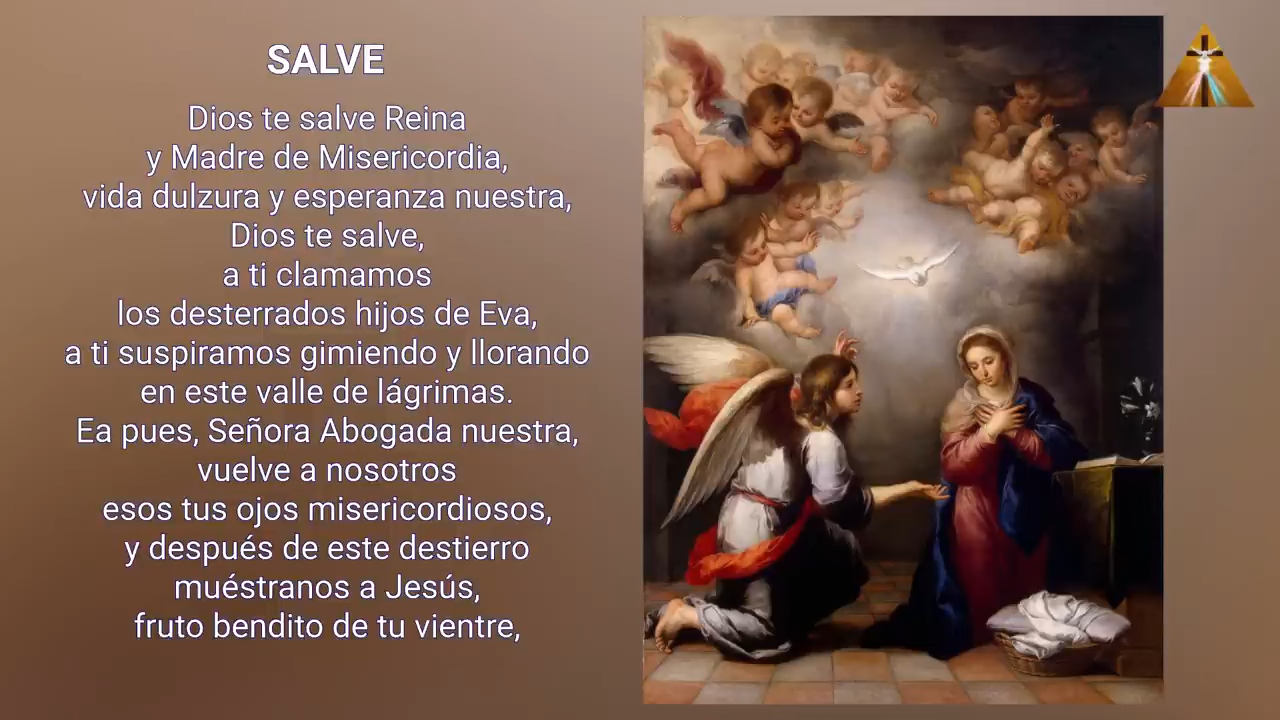 SALVE
Dios te salve Reina
y Madre de Misericordia,
vida dulzura y esperanza nuestra,
Dios te salve,
a ti clamamos
los desterrados hijos de Eva,
a ti suspiramos gimiendo y llorando
en este valle de lágrimas.
Ea pues, Señora Abogada nuestra,
vuelve a nosotros
esos tus ojos misericordiosos,
y después de este destierro
muéstranos a Jesús,
fruto bendito de tu vientre,